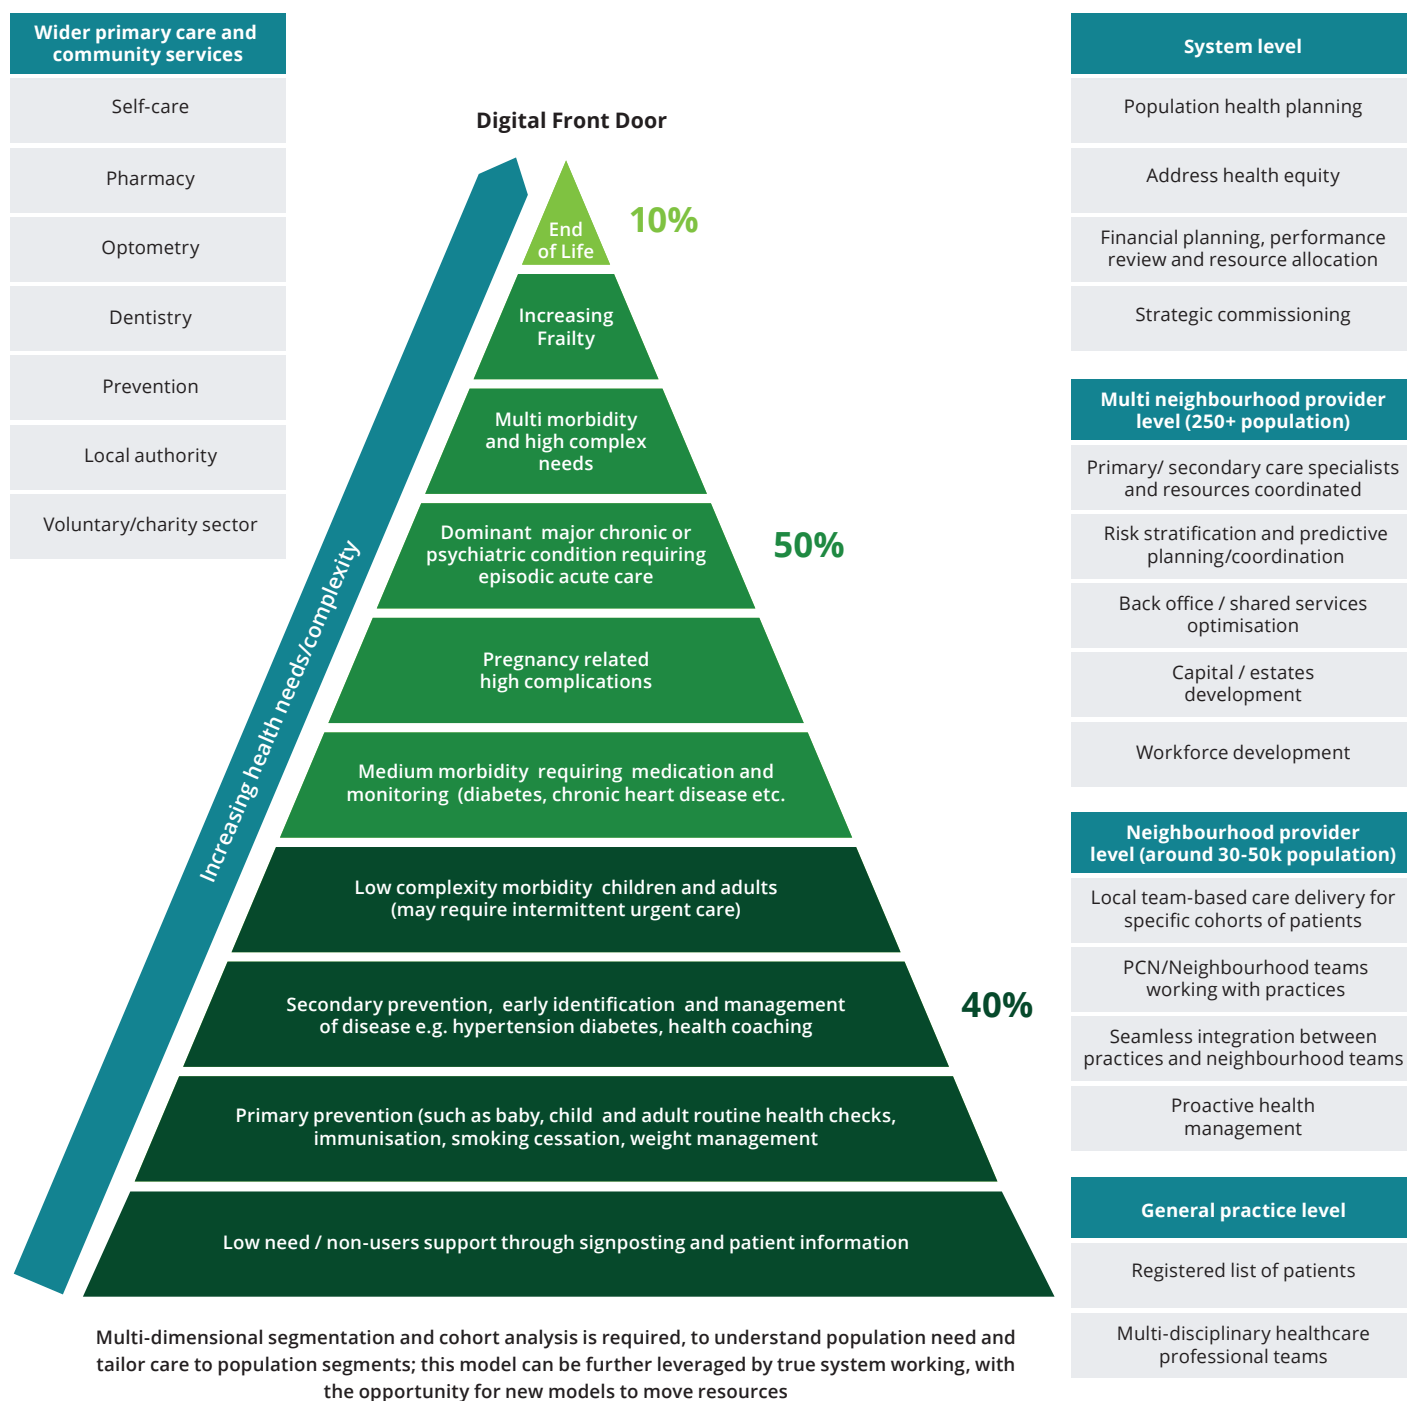 Wider primary care and
community services
Self-care
Pharmacy
Optometry
Dentistry
Prevention
Local authority
Voluntary/charity sector
Digital Front Door
Increasing health needs/complexity
End
of Life
10%
Increasing
Frailty
Multi morbidity
and high complex
needs
Dominant major chronic or
psychiatric condition requiring
episodic acute care
50%
Pregnancy related
high complications
Medium morbidity requiring medication and
monitoring (diabetes, chronic heart disease etc.
Low complexity morbidity children and adults
(may require intermittent urgent care)
Secondary prevention, early identification and management
of disease e.g. hypertension diabetes, health coaching
40%
Primary prevention (such as baby, child and adult routine health checks,
immunisation, smoking cessation, weight management
Low need / non-users support through signposting and patient information
Multi-dimensional segmentation and cohort analysis is required, to understand population need and
tailor care to population segments; this model can be further leveraged by true system working, with
the opportunity for new models to move resources
System level
Population health planning
Address health equity
Financial planning, performance
review and resource allocation
Strategic commissioning
Multi neighbourhood provider
level (250+ population)
Primary/ secondary care specialists
and resources coordinated
Risk stratification and predictive
planning/coordination
Back office / shared services
optimisation
Capital / estates
development
Workforce development
Neighbourhood provider
level (around 30-50k population)
Local team-based care delivery for
specific cohorts of patients
PCN/Neighbourhood teams
working with practices
Seamless integration between
practices and neighbourhood teams
Proactive health
management
General practice level
Registered list of patients
Multi-disciplinary healthcare
professional teams